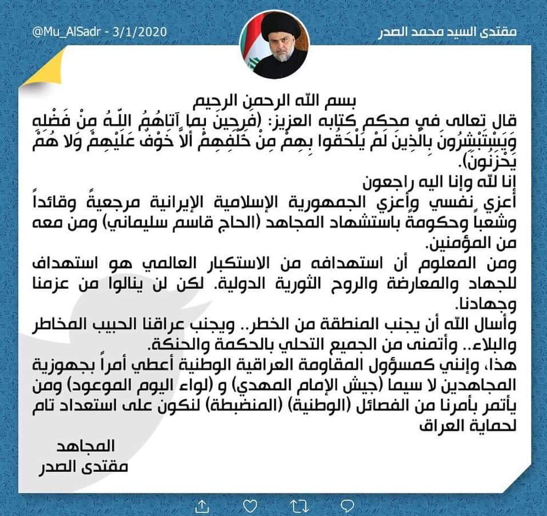 @Mu_AlSadr - 3/1/2020
مقتدى السيد محمد الصدر
بسم الله الرحمن الرحيم
قال تعالى في محكم كتابه العزيز: (فَرِحِينَ بِما آتاهُمُ اللّهُ مِنْ فَضْلِهِ
وَيَسْتَبْشِرُونَ بِالَّذِينَ لَمْ يَلْحَقُوا بِهِمْ مِنْ خَلْفِهِمْ أَلاَّ خَوْفٌ عَلَيْهِمْ وَلا هُمْ
يَحْزَنُونَ).
إنا لله وإنا اليه راجعون
أعزي نفسي وأعزي الجمهورية الإسلامية الإيرانية مرجعيةً وقائداً
وشعباً وحكومةً باستشهاد المجاهد (الحاج قاسم سليماني) ومن معه
من المؤمنين.
ومن المعلوم أن استهدافه من الاستكبار العالمي هو استهداف
للجهاد والمعارضة والروح الثورية الدولية. لكن لن ينالوا من عزمنا
وجهادنا.
وأسال الله أن يجنب المنطقة من الخطر.. ويجنب عراقنا الحبيب المخاطر
والبلاء.. وأتمنى من الجميع التحلي بالحكمة والحنكة.
هذا، وإنني كمسؤول المقاومة العراقية الوطنية أعطي أمراً بجهوزية
المجاهدين لا سيما (جيش الإمام المهدي) و (لواء اليوم الموعود) ومن
يأتمر بأمرنا من الفصائل (الوطنية) (المنضبطة) لنكون على استعداد تام
لحماية العراق
المجاهد
مقتدى الصدر